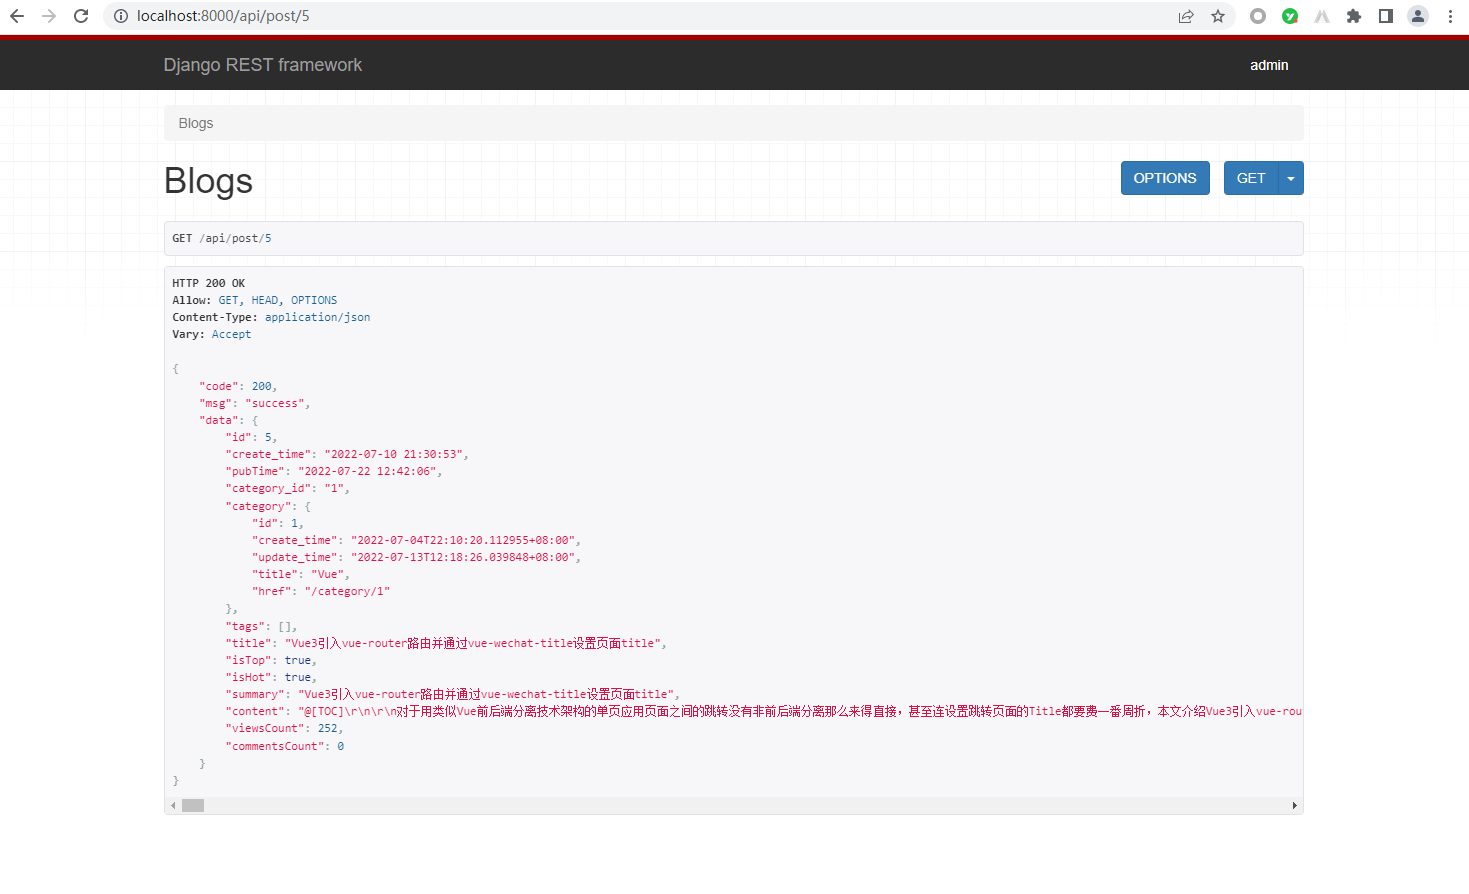 localhost:8000/api/post/5
Django REST framework
admin
Blogs
Blogs
OPTIONS
GET
GET /api/post/5
HTTP 200 OK
Allow: GET, HEAD, OPTIONS
Content-Type: application/json
Vary: Accept
{
    "code": 200,
    "msg": "success",
    "data": {
        "id": 5,
        "create_time": "2022-07-10 21:30:53",
        "pubTime": "2022-07-22 12:42:06",
        "category_id": "1",
        "category": {
            "id": 1,
            "create_time": "2022-07-04T22:10:20.112955+08:00",
            "update_time": "2022-07-13T12:18:26.039848+08:00",
            "title": "Vue",
            "href": "/category/1"
        },
        "tags": [],
        "title": "Vue3引入vue-router路由并通过vue-wechat-title设置页面title",
        "isTop": true,
        "isHot": true,
        "summary": "Vue3引入vue-router路由并通过vue-wechat-title设置页面title",
        "content": "@[TOC]\r\n\r\n对于用类似Vue前后端分离技术架构的单页应用页面之间的跳转没有非前后端分离那么来得直接，甚至连设置跳转页面的Title都要费一番周折，本文介绍Vue3引入vue-rou
        "viewsCount": 252,
        "commentsCount": 0
    }
}